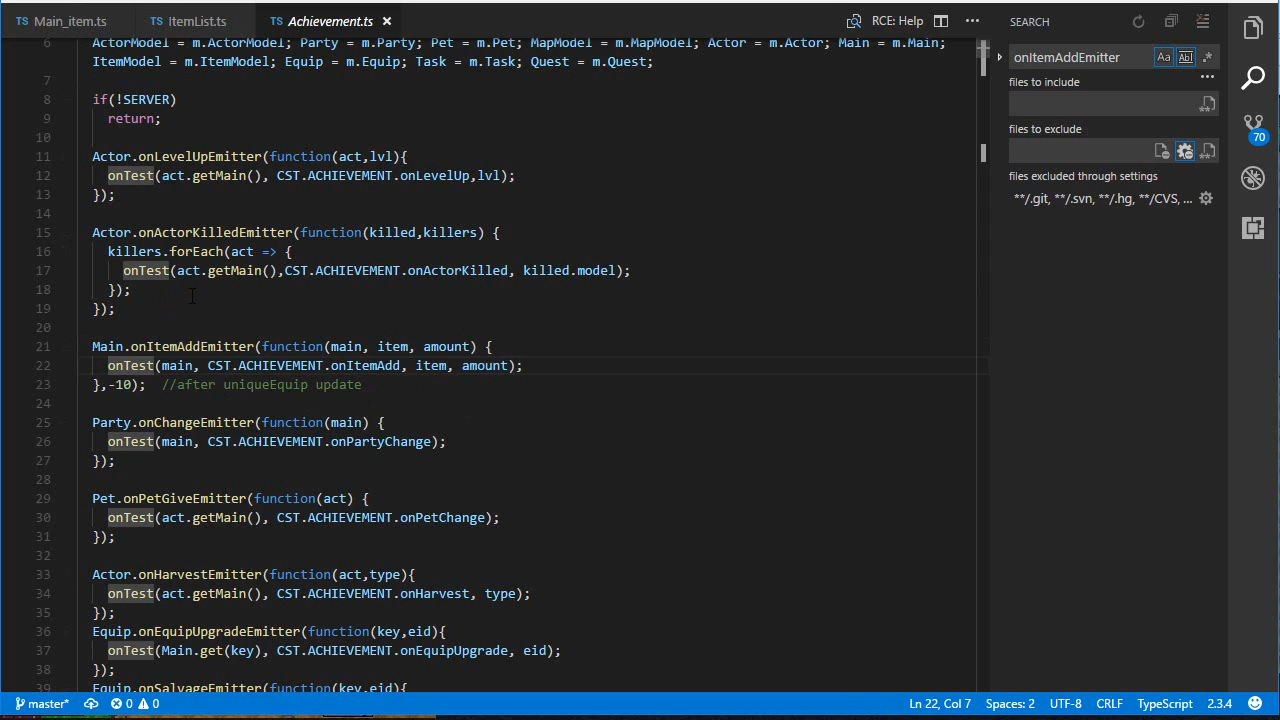 Main_item.ts
ItemList.ts
Achievement.ts
RCE: Help
6 ActorModel = m.ActorModel; Party = m.Party; Pet = m.Pet; MapModel = m.MapModel; Actor = m.Actor; Main = m.Main;
ItemModel = m.ItemModel; Equip = m.Equip; Task = m.Task; Quest = m.Quest;
7
8 if(!SERVER)
9 return;
10
11 Actor.onLevelUpEmitter(function(act,lvl){
12 onTest(act.getMain(), CST.ACHIEVEMENT.onLevelUp,lvl);
13 });
14
15 Actor.onActorKilledEmitter(function(killed,killers) {
16 killers.forEach(act => {
17 onTest(act.getMain(),CST.ACHIEVEMENT.onActorKilled, killed.model);
18 });
19 });
20
21 Main.onItemAddEmitter(function(main, item, amount) {
22 onTest(main, CST.ACHIEVEMENT.onItemAdd, item, amount);
23 },-10); //after uniqueEquip update
24
25 Party.onChangeEmitter(function(main) {
26 onTest(main, CST.ACHIEVEMENT.onPartyChange);
27 });
28
29 Pet.onPetGiveEmitter(function(act) {
30 onTest(act.getMain(), CST.ACHIEVEMENT.onPetChange);
31 });
32
33 Actor.onHarvestEmitter(function(act,type){
34 onTest(act.getMain(), CST.ACHIEVEMENT.onHarvest, type);
35 });
36 Equip.onEquipUpgradeEmitter(function(key,eid){
37 onTest(Main.get(key), CST.ACHIEVEMENT.onEquipUpgrade, eid);
38 });
39 Equip.onSalvageEmitter(function(key,eid){
SEARCH
onItemAddEmitter
Aa
Ab|
files to include
files to exclude
files excluded through settings
**/.git, **/.svn, **/.hg, **/CVS, ...
70
master*
0
0
Ln 22, Col 7
Spaces: 2
UTF-8
CRLF
TypeScript
2.3.4